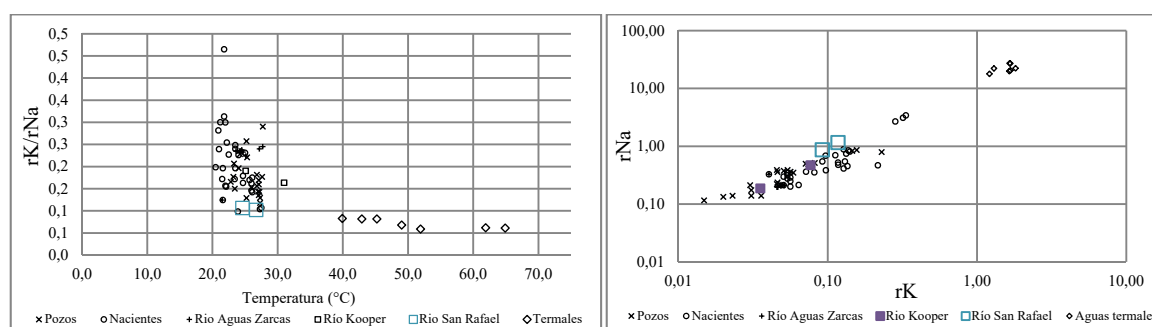 0,5
0,5
0,4
0,4
0,3
0,3
0,2
0,2
0,1
0,1
0,0
rK/rNa
0,0 10,0 20,0 30,0 40,0 50,0 60,0 70,0
Temperatura (°C)
Pozos Nacientes Río Aguas Zarcas Río Kooper Río San Rafael Termales
100,00
10,00
1,00
0,10
0,01
rNa
0,01 0,10 1,00 10,00
rK
Pozos Nacientes Río Aguas Zarcas Río Kooper Río San Rafael Aguas termales